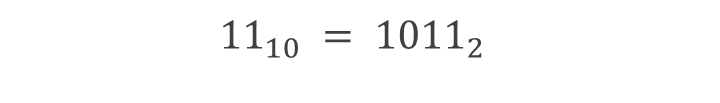 11₁₀ = 1011₂